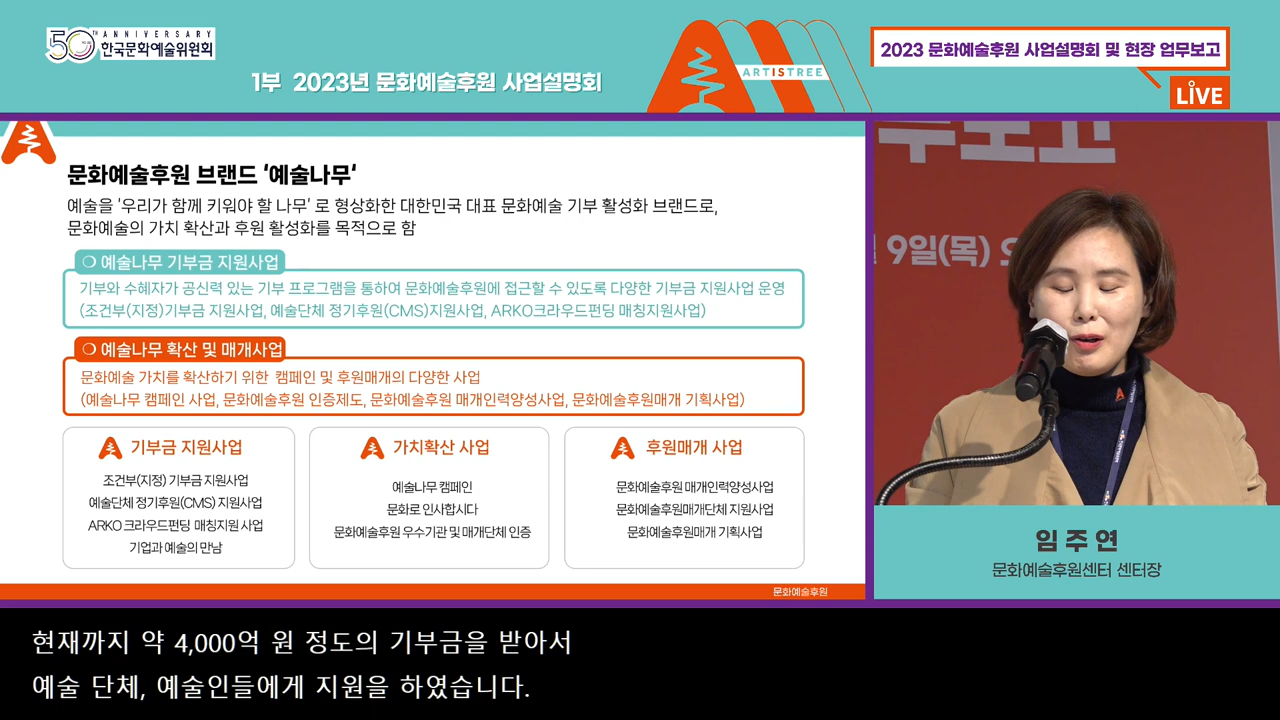 50TH ANNIVERSARY
한국문화예술위원회
1부 2023년 문화예술후원 사업설명회
ARTISTREE
2023 문화예술후원 사업설명회 및 현장 업무보고
LIVE
문화예술후원 브랜드 '예술나무'
예술을 '우리가 함께 키워야 할 나무' 로 형상화한 대한민국 대표 문화예술 기부 활성화 브랜드로,
문화예술의 가치 확산과 후원 활성화를 목적으로 함
❍ 예술나무 기부금 지원사업
기부와 수혜자가 공신력 있는 기부 프로그램을 통하여 문화예술후원에 접근할 수 있도록 다양한 기부금 지원사업 운영
(조건부(지정)기부금 지원사업, 예술단체 정기후원(CMS)지원사업, ARKO크라우드펀딩 매칭지원사업)
❍ 예술나무 확산 및 매개사업
문화예술 가치를 확산하기 위한 캠페인 및 후원매개의 다양한 사업
(예술나무 캠페인 사업, 문화예술후원 인증제도, 문화예술후원 매개인력양성사업, 문화예술후원매개 기획사업)
기부금 지원사업
조건부(지정) 기부금 지원사업
예술단체 정기후원(CMS) 지원사업
ARKO 크라우드펀딩 매칭지원 사업
기업과 예술의 만남
가치확산 사업
예술나무 캠페인
문화로 인사합시다
문화예술후원 우수기관 및 매개단체 인증
후원매개 사업
문화예술후원 매개인력양성사업
문화예술후원매개단체 지원사업
문화예술후원매개 기획사업
문화예술후원
무보고
9일(목) 오
임주연
문화예술후원센터 센터장
현재까지 약 4,000억 원 정도의 기부금을 받아서
예술 단체, 예술인들에게 지원을 하였습니다.